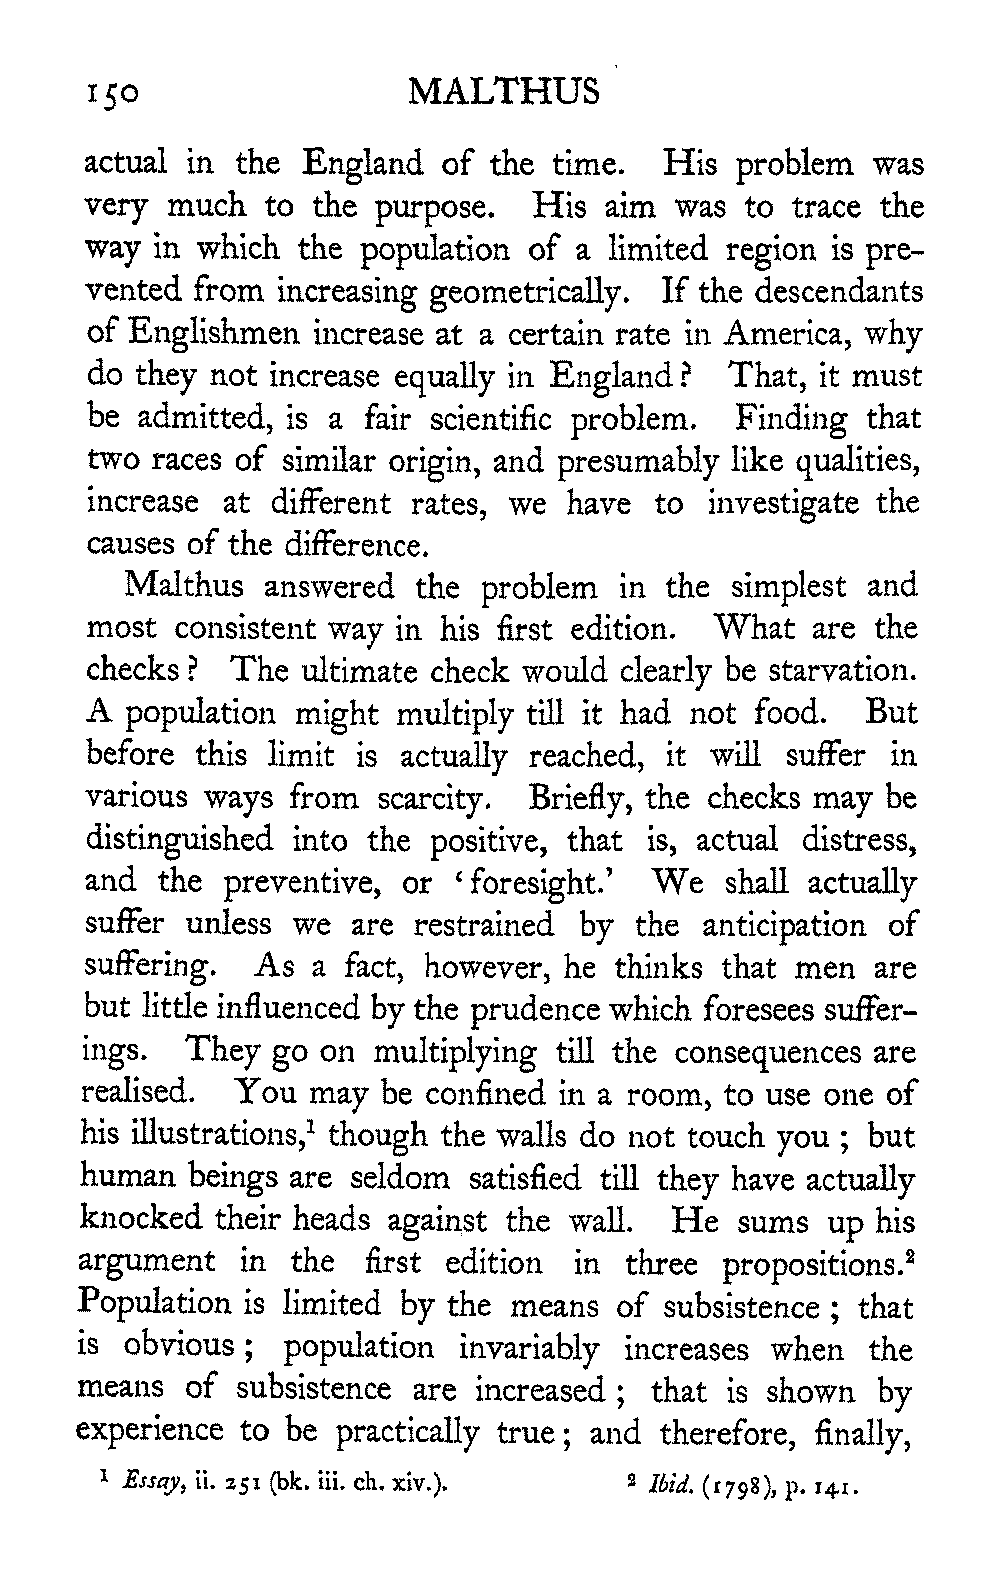 150 MALTHUS
actual in the England of the time. His problem was
very much to the purpose. His aim was to trace the
way in which the population of a limited region is pre-
vented from increasing geometrically. If the descendants
of Englishmen increase at a certain rate in America, why
do they not increase equally in England? That, it must
be admitted, is a fair scientific problem. Finding that
two races of similar origin, and presumably like qualities,
increase at different rates, we have to investigate the
causes of the difference.
Malthus answered the problem in the simplest and
most consistent way in his first edition. What are the
checks? The ultimate check would clearly be starvation.
A population might multiply till it had not food. But
before this limit is actually reached, it will suffer in
various ways from scarcity. Briefly, the checks may be
distinguished into the positive, that is, actual distress,
and the preventive, or ‘foresight.’ We shall actually
suffer unless we are restrained by the anticipation of
suffering. As a fact, however, he thinks that men are
but little influenced by the prudence which foresees suffer-
ings. They go on multiplying till the consequences are
realised. You may be confined in a room, to use one of
his illustrations,¹ though the walls do not touch you; but
human beings are seldom satisfied till they have actually
knocked their heads against the wall. He sums up his
argument in the first edition in three propositions.²
Population is limited by the means of subsistence; that
is obvious; population invariably increases when the
means of subsistence are increased; that is shown by
experience to be practically true; and therefore, finally,
¹ Essay, ii. 251 (bk. iii. ch. xiv.). ² Ibid. (1798), p. 141.